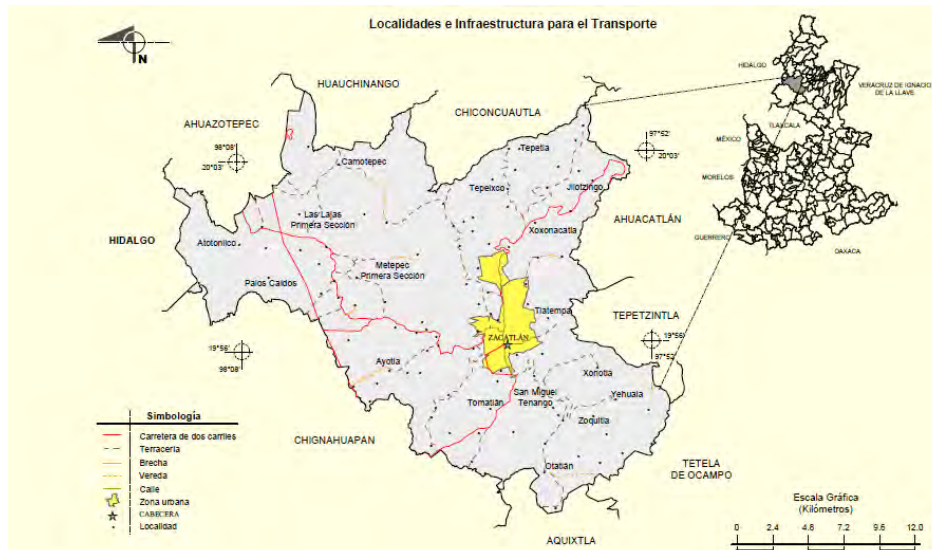 Localidades e Infraestructura para el Transporte
N
HUAUCHINANGO
CHICONCUAUTLA
AHUAZOTEPEC
98°08'
20°03'
97°52'
20°03'
HIDALGO
VERACRUZ DE IGNACIO
DE LA LLAVE
TLAXCALA
MÉXICO
MORELOS
GUERRERO
OAXACA
Tepetla
Camotepec
Tepeixco
Jilotzingo
Las Lajas
Primera Sección
Xoxonacatla
AHUACATLÁN
HIDALGO
Atotonilco
Metepec
Primera Sección
Palos Caídos
Tlatempa
TEPETZINTLA
ZACATLÁN
19°56'
98°08'
19°56'
97°52'
Ayotla
Xonotla
San Miguel
Tenango
Yehuala
Tomatlán
Zoquitla
CHIGNAHUAPAN
Otatlán
TETELA
DE OCAMPO
AQUIXTLA
Simbología
Carretera de dos carriles
Terracería
Brecha
Vereda
Calle
Zona urbana
CABECERA
Localidad
Escala Gráfica
(Kilómetros)
0 2.4 4.8 7.2 9.6 12.0